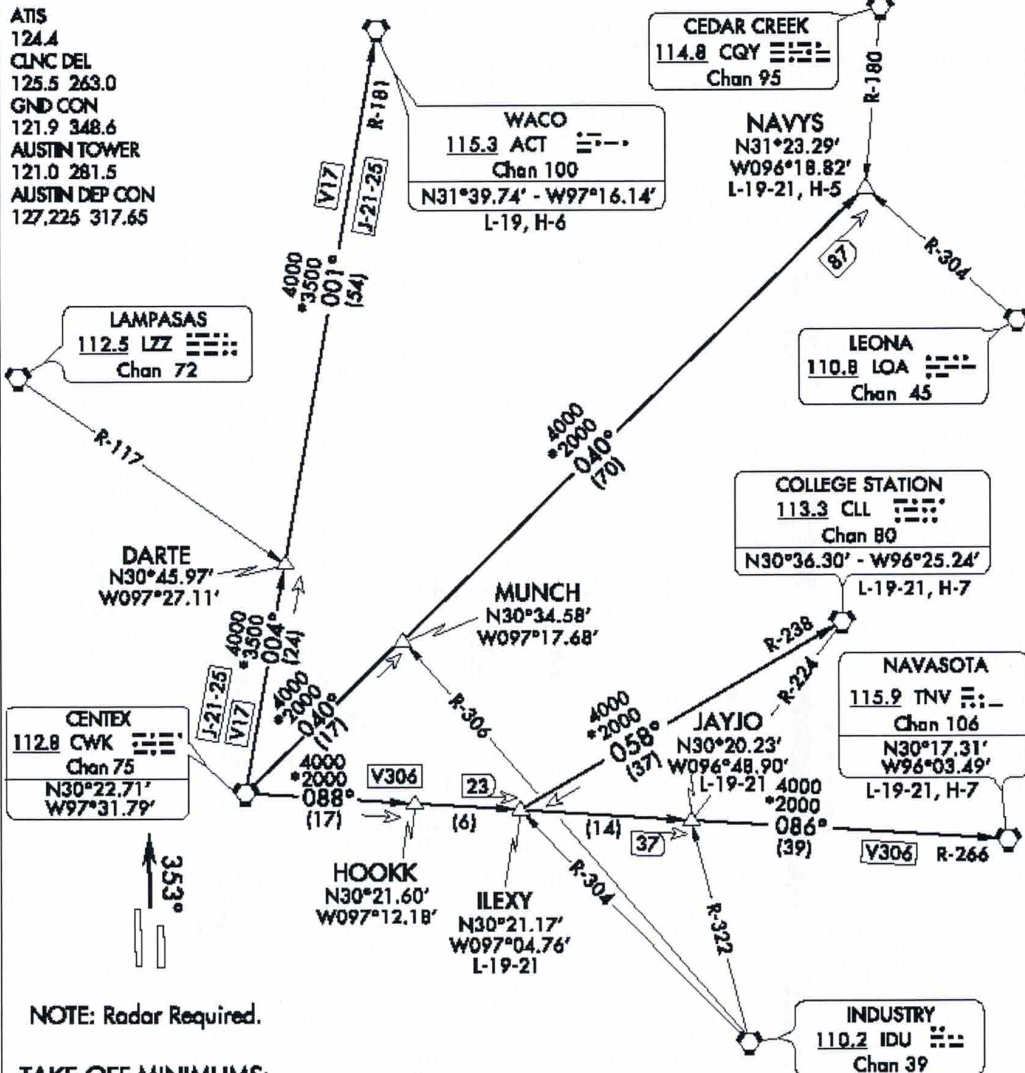 ATIS
124.4
CLNC DEL
125.5 263.0
GND CON
121.9 348.6
AUSTIN TOWER
121.0 281.5
AUSTIN DEP CON
127.225 317.65
CEDAR CREEK
114.8 CQY
Chan 95
R-180
R-181
WACO
115.3 ACT
Chan 100
N31°39.74' - W97°16.14'
L-19, H-6
NAVYS
N31°23.29'
W096°18.82'
L-19-21, H-5
V17
J-21-25
4000
*3500
001°
(54)
87
R-304
LAMPASAS
112.5 LZZ
Chan 72
R-117
LEONA
110.8 LOA
Chan 45
4000
*2000
040°
(70)
COLLEGE STATION
113.3 CLL
Chan 80
N30°36.30' - W96°25.24'
L-19-21, H-7
DARTE
N30°45.97'
W097°27.11'
MUNCH
N30°34.58'
W097°17.68'
4000
*3500
004°
(24)
J-21-25
V17
4000
*2000
040°
(17)
R-306
R-238
R-224
4000
*2000
058°
(37)
NAVASOTA
115.9 TNV
Chan 106
N30°17.31'
W96°03.49'
L-19-21, H-7
JAYJO
N30°20.23'
W096°48.90'
L-19-21
CENTEX
112.8 CWK
Chan 75
N30°22.71'
W97°31.79'
4000
*2000
088°
(17)
V306
23
(6)
(14)
37
4000
*2000
086°
(39)
V306
R-266
HOOKK
N30°21.60'
W097°12.18'
ILEXY
N30°21.17'
W097°04.76'
L-19-21
R-304
R-322
353°
NOTE: Radar Required.
INDUSTRY
110.2 IDU
Chan 39
TAKE-OFF MINIMUMS: